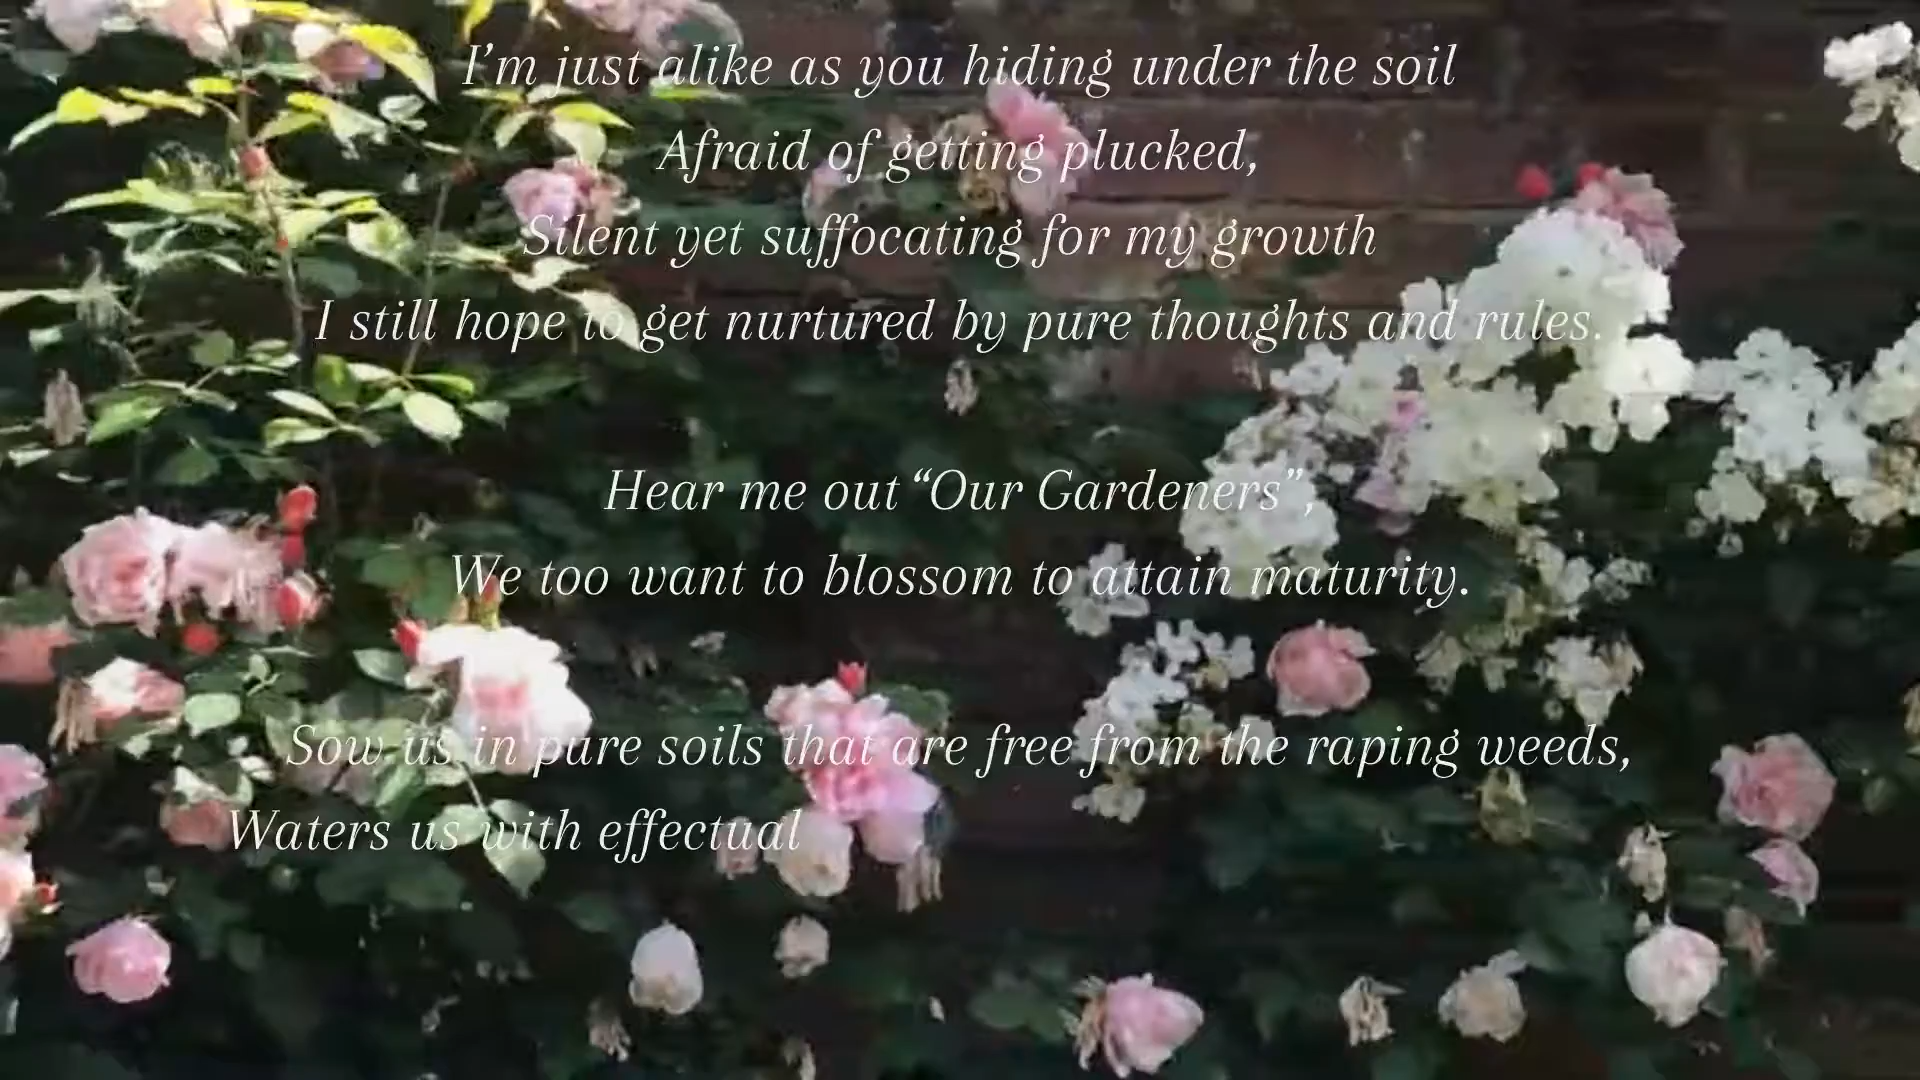 I’m just alike as you hiding under the soil
Afraid of getting plucked,
Silent yet suffocating for my growth
I still hope to get nurtured by pure thoughts and rules.
Hear me out “Our Gardeners”,
We too want to blossom to attain maturity.
Sow us in pure soils that are free from the raping weeds,
Waters us with effectual